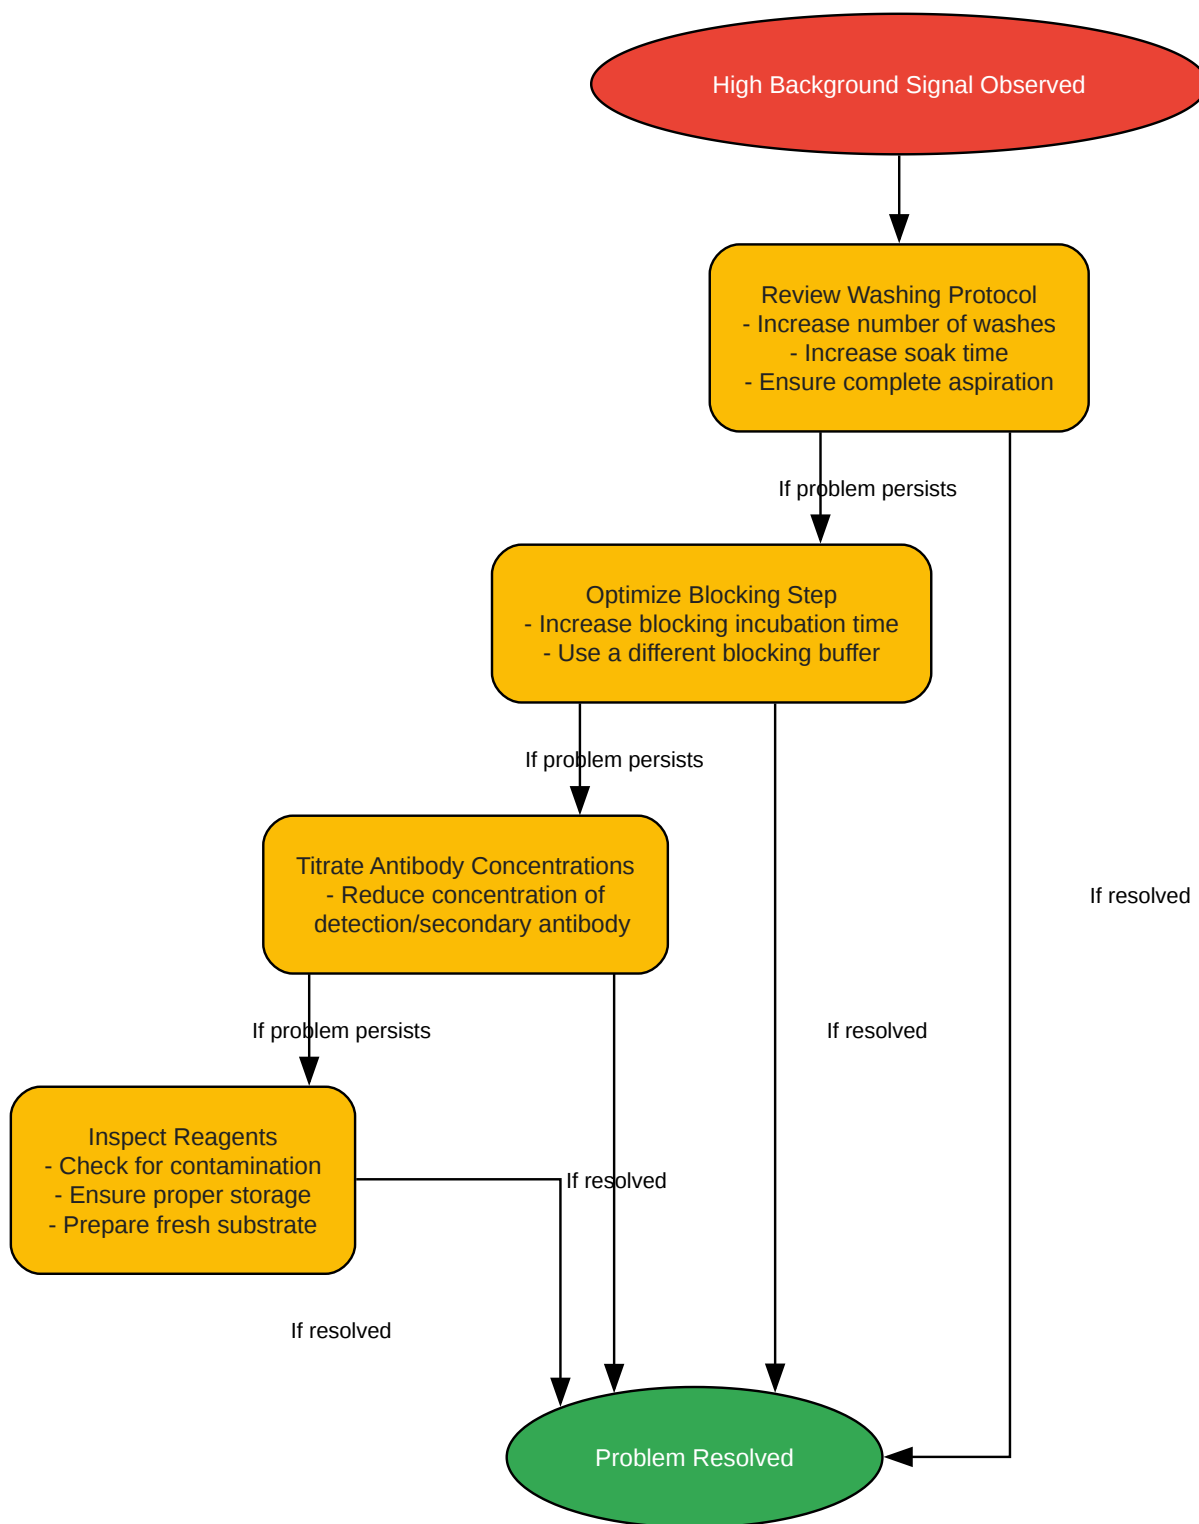 High Background Signal Observed
Review Washing Protocol
- Increase number of washes
- Increase soak time
- Ensure complete aspiration
If problem persists
Optimize Blocking Step
- Increase blocking incubation time
- Use a different blocking buffer
If problem persists
Titrate Antibody Concentrations
- Reduce concentration of
detection/secondary antibody
If resolved
If problem persists
If resolved
Inspect Reagents
- Check for contamination
- Ensure proper storage
- Prepare fresh substrate
If resolved
If resolved
Problem Resolved